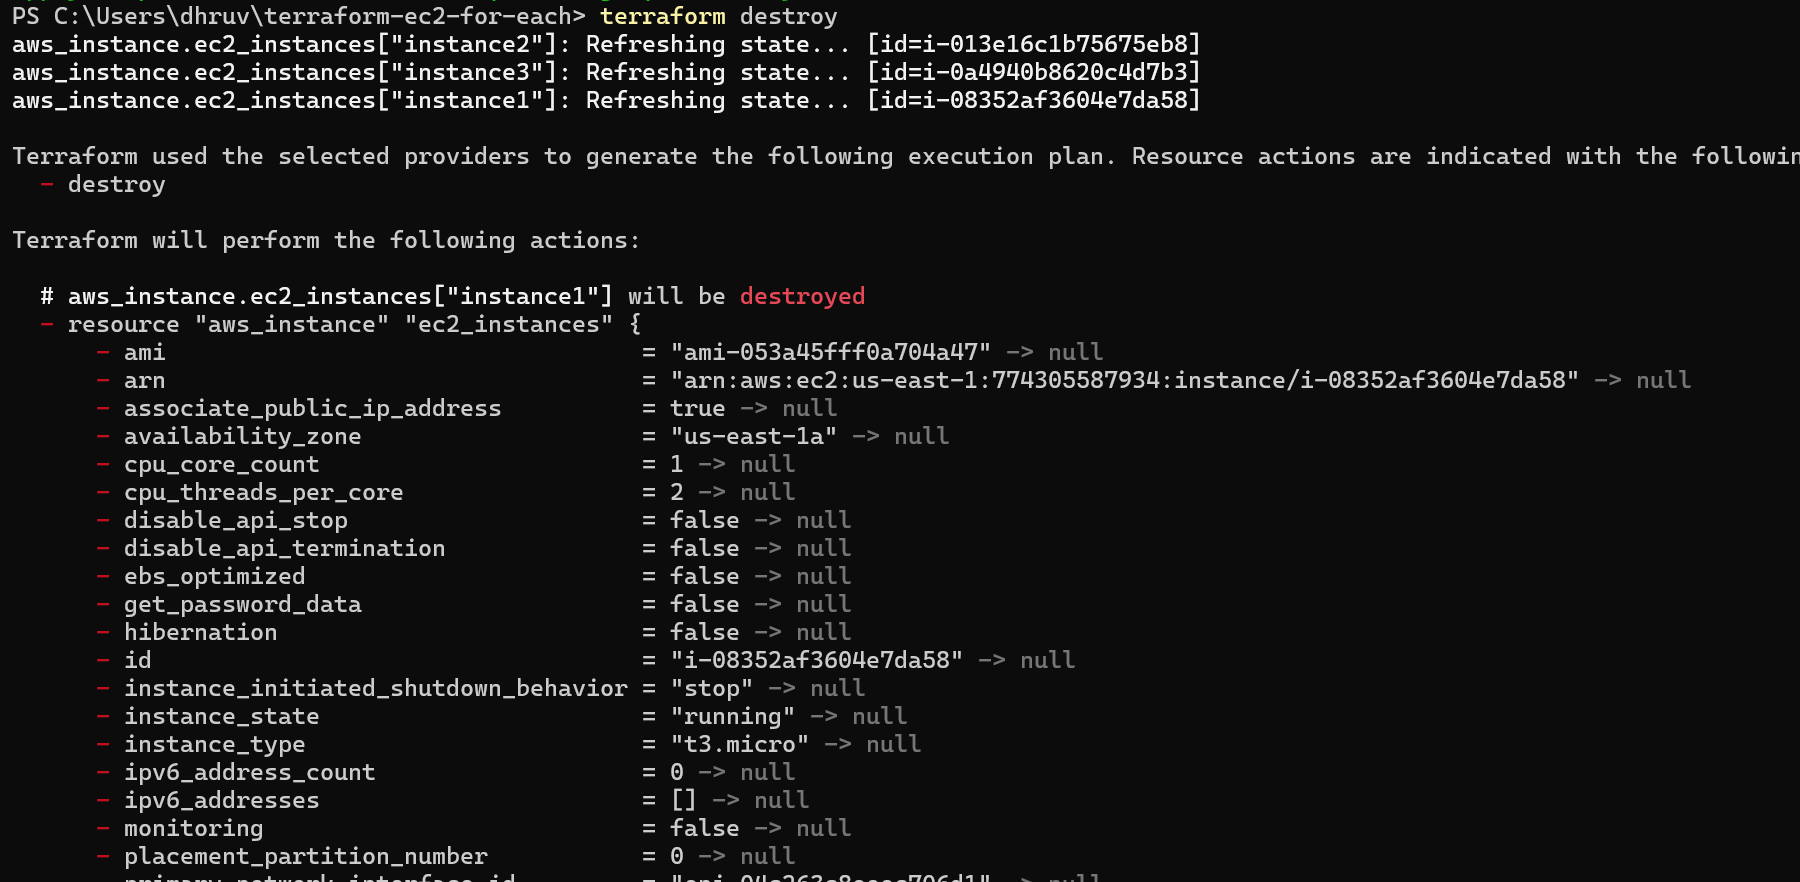 PS C:\Users\dhruv\terraform-ec2-for-each> terraform destroy
aws_instance.ec2_instances["instance2"]: Refreshing state... [id=i-013e16c1b75675eb8]
aws_instance.ec2_instances["instance3"]: Refreshing state... [id=i-0a4940b8620c4d7b3]
aws_instance.ec2_instances["instance1"]: Refreshing state... [id=i-08352af3604e7da58]
Terraform used the selected providers to generate the following execution plan. Resource actions are indicated with the followin
- destroy
Terraform will perform the following actions:
# aws_instance.ec2_instances["instance1"] will be destroyed
- resource "aws_instance" "ec2_instances" {
- ami = "ami-053a45fff0a704a47" -> null
- arn = "arn:aws:ec2:us-east-1:774305587934:instance/i-08352af3604e7da58" -> null
- associate_public_ip_address = true -> null
- availability_zone = "us-east-1a" -> null
- cpu_core_count = 1 -> null
- cpu_threads_per_core = 2 -> null
- disable_api_stop = false -> null
- disable_api_termination = false -> null
- ebs_optimized = false -> null
- get_password_data = false -> null
- hibernation = false -> null
- id = "i-08352af3604e7da58" -> null
- instance_initiated_shutdown_behavior = "stop" -> null
- instance_state = "running" -> null
- instance_type = "t3.micro" -> null
- ipv6_address_count = 0 -> null
- ipv6_addresses = [] -> null
- monitoring = false -> null
- placement_partition_number = 0 -> null